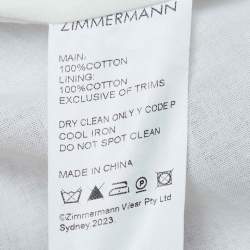 ZIMMERMANN
MAIN:
100%COTTON
LINING:
100%COTTON
EXCLUSIVE OF TRIMS
DRY CLEAN ONLY CODE P
COOL IRON
DO NOT SPOT CLEAN
MADE IN CHINA
©Zimmermann Wear Pty Ltd
Sydney.2023.